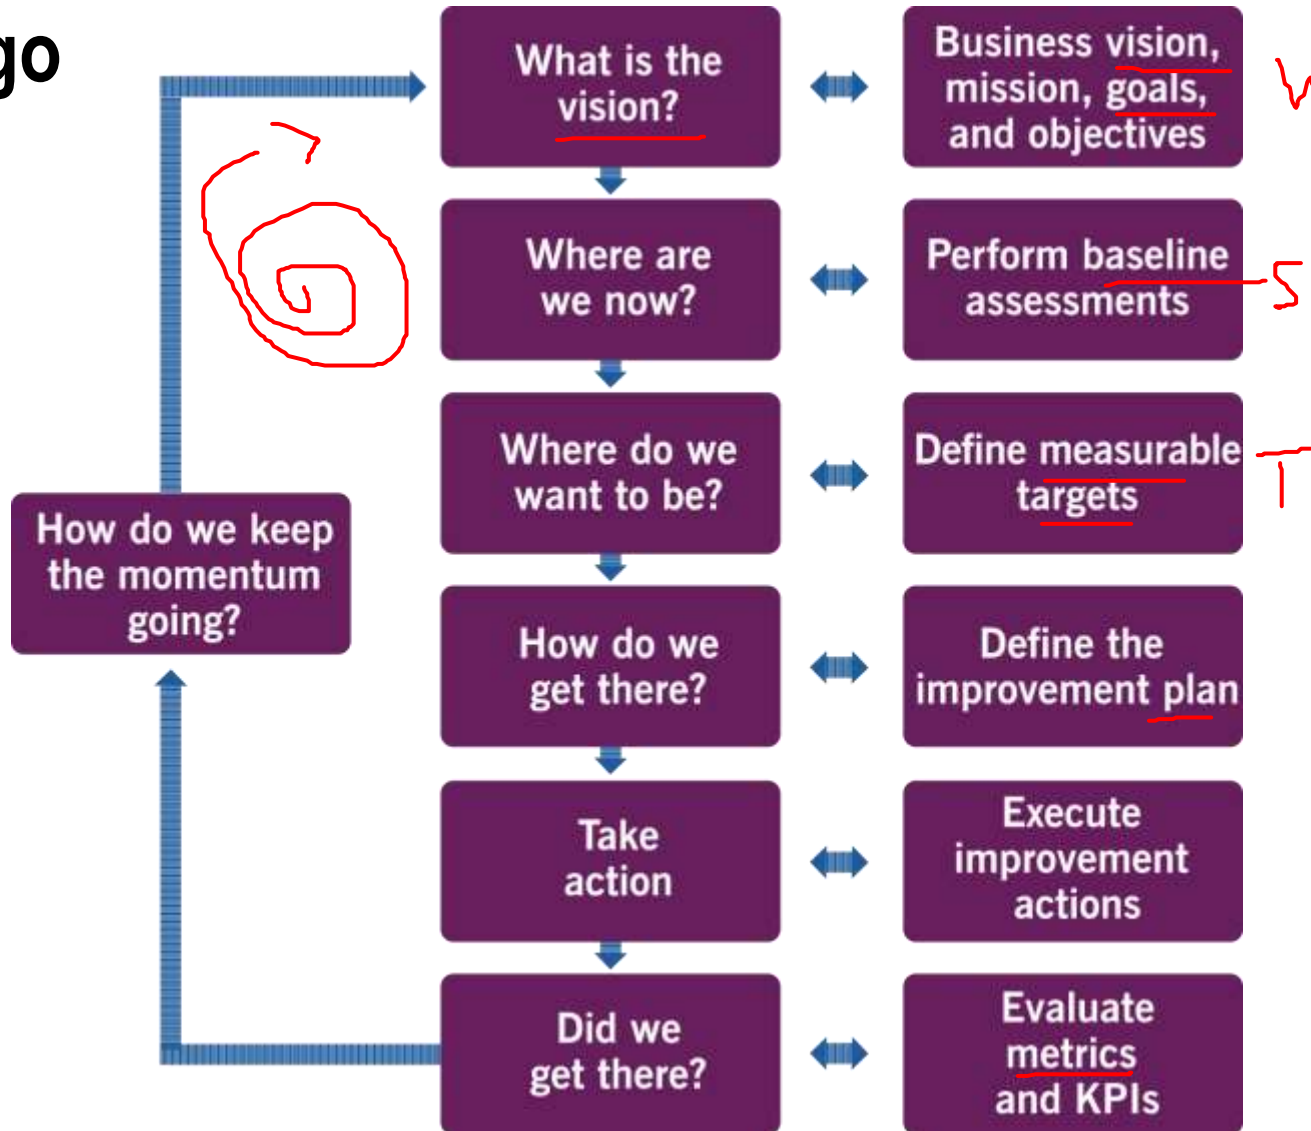 go
What is the
vision?
Business vision,
mission, goals,
and objectives
Where are
we now?
Perform baseline
assessments
S
Where do we
want to be?
Define measurable
targets
T
How do we keep
the momentum
going?
How do we
get there?
Define the
improvement plan
Take
action
Execute
improvement
actions
Did we
get there?
Evaluate
metrics
and KPIs